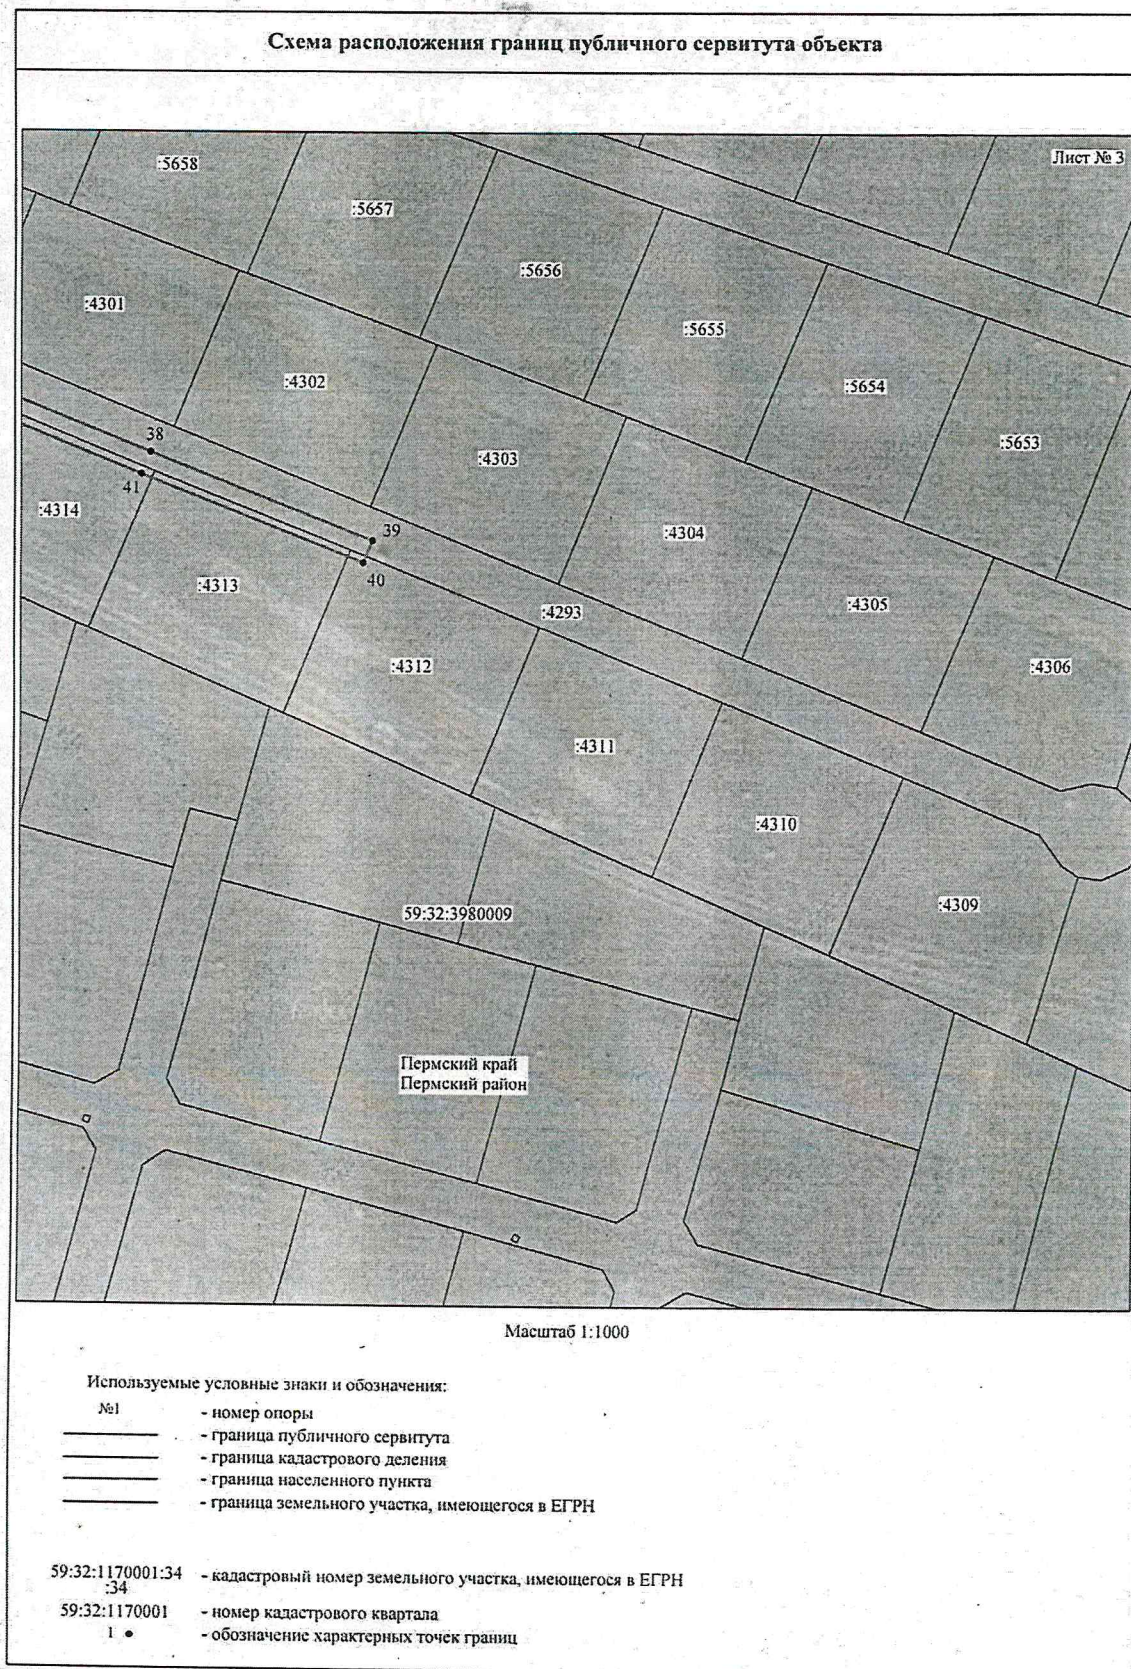 Схема расположения границ публичного сервитута объекта
Лист № 3
:5658
:5657
:5656
:5655
:5654
:5653
:4301
:4302
:4303
:4304
:4305
:4306
38
41
39
40
:4314
:4313
:4293
:4312
:4311
:4310
:4309
59:32:3980009
Пермский край
Пермский район
Масштаб 1:1000
Используемые условные знаки и обозначения:
№1 - номер опоры
- граница публичного сервитута
- граница кадастрового деления
- граница населенного пункта
- граница земельного участка, имеющегося в ЕГРН
59:32:1170001:34 - кадастровый номер земельного участка, имеющегося в ЕГРН
:34
59:32:1170001 - номер кадастрового квартала
1 - обозначение характерных точек границ